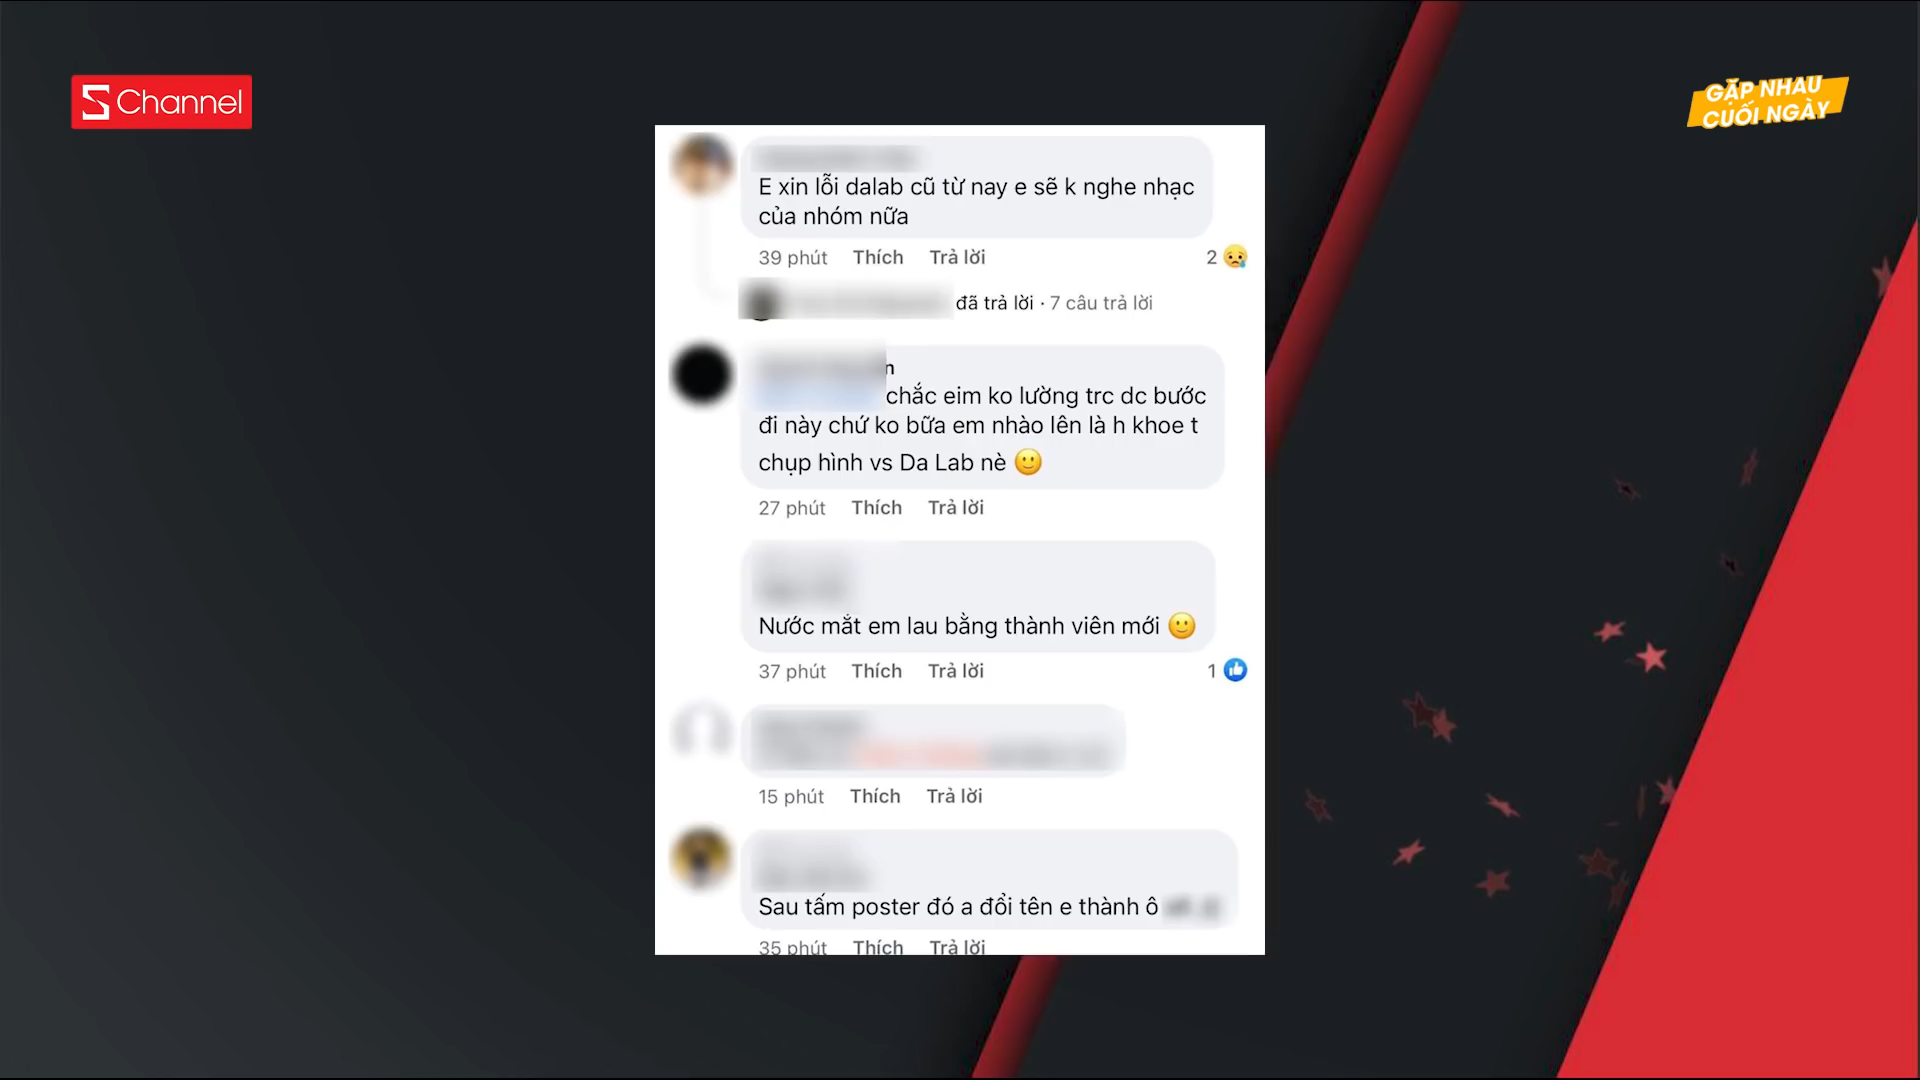 S Channel
GẶP NHAU
CUỐI NGÀY
E xin lỗi dalab cũ từ nay e sẽ k nghe nhạc
của nhóm nữa
39 phút Thích Trả lời 2
đã trả lời · 7 câu trả lời
n
chắc eim ko lường trc dc bước
đi này chứ ko bữa em nhào lên là h khoe t
chụp hình vs Da Lab nè
27 phút Thích Trả lời
Nước mắt em lau bằng thành viên mới
37 phút Thích Trả lời 1
15 phút Thích Trả lời
Sau tấm poster đó a đổi tên e thành ô
35 phút Thích Trả lời